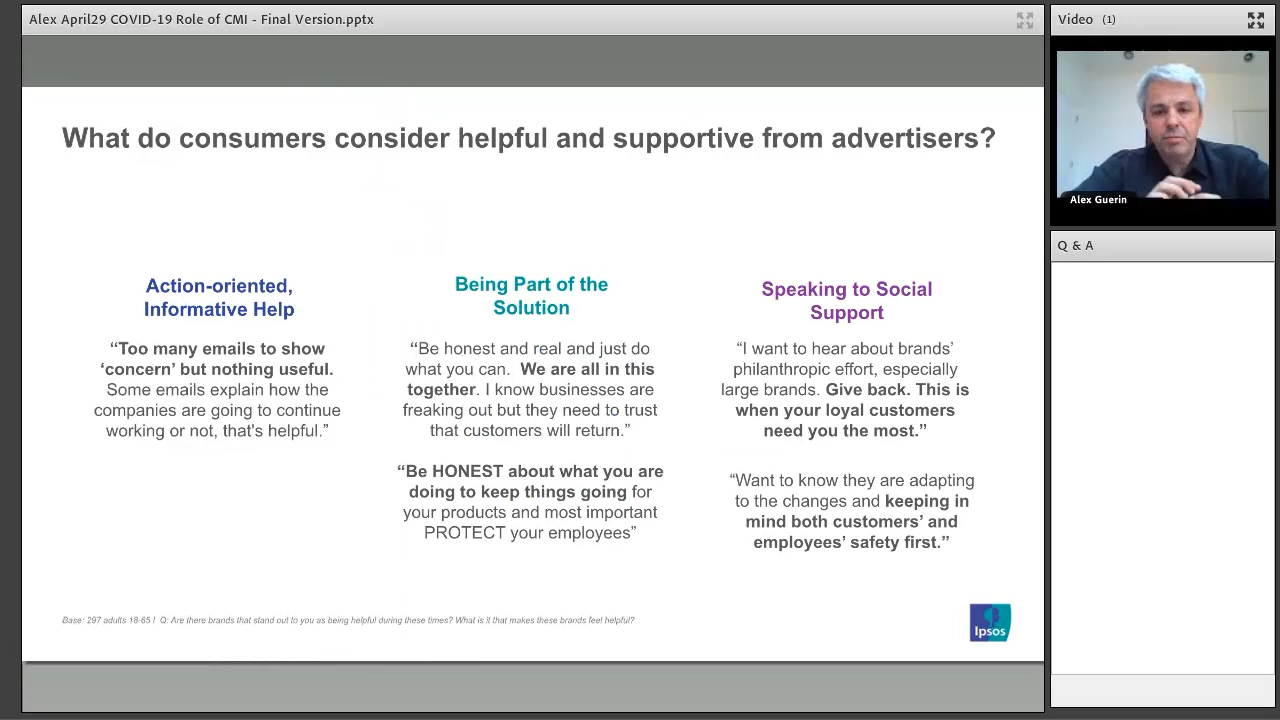 Alex April29 COVID-19 Role of CMI - Final Version.pptx
Video (1)
Alex Guerin
Q & A
What do consumers consider helpful and supportive from advertisers?
Action-oriented,
Informative Help
“Too many emails to show
‘concern’ but nothing useful.
Some emails explain how the
companies are going to continue
working or not, that's helpful.”
Being Part of the
Solution
“Be honest and real and just do
what you can. We are all in this
together. I know businesses are
freaking out but they need to trust
that customers will return.”
“Be HONEST about what you are
doing to keep things going for
your products and most important
PROTECT your employees”
Speaking to Social
Support
“I want to hear about brands’
philanthropic effort, especially
large brands. Give back. This is
when your loyal customers
need you the most.”
“Want to know they are adapting
to the changes and keeping in
mind both customers’ and
employees’ safety first.”
Base: 297 adults 18-65 I Q: Are there brands that stand out to you as being helpful during these times? What is it that makes these brands feel helpful?
Ipsos